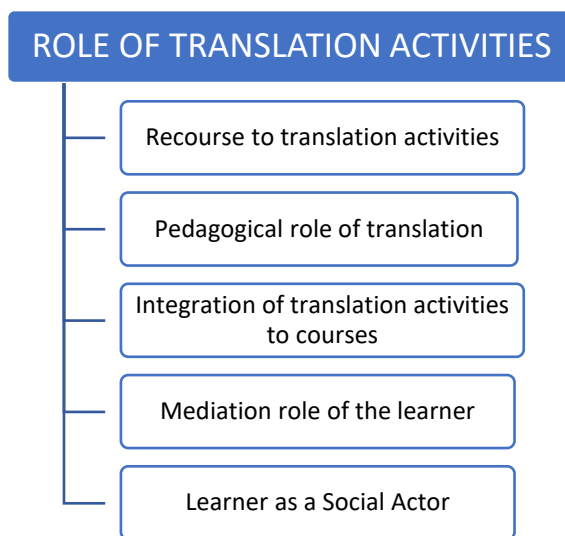 ROLE OF TRANSLATION ACTIVITIES
Recourse to translation activities
Pedagogical role of translation
Integration of translation activities
to courses
Mediation role of the learner
Learner as a Social Actor